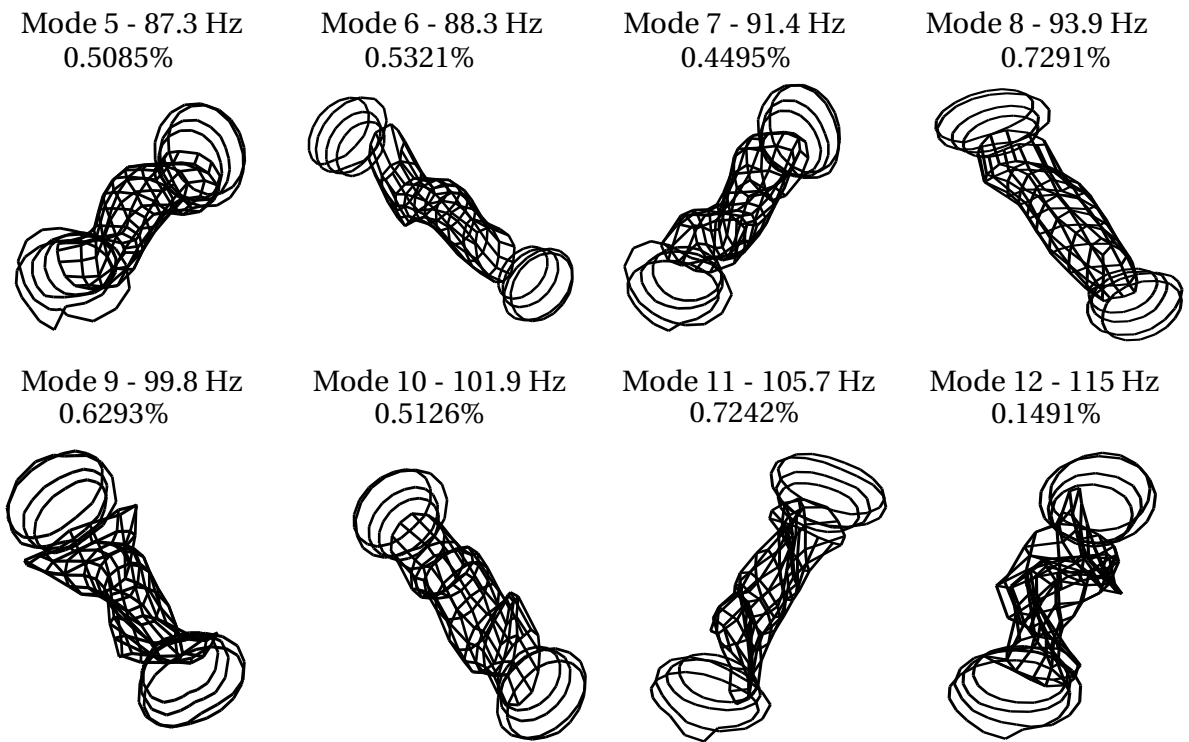 Mode 5 - 87.3 Hz
0.5085%
Mode 6 - 88.3 Hz
0.5321%
Mode 7 - 91.4 Hz
0.4495%
Mode 8 - 93.9 Hz
0.7291%
Mode 9 - 99.8 Hz
0.6293%
Mode 10 - 101.9 Hz
0.5126%
Mode 11 - 105.7 Hz
0.7242%
Mode 12 - 115 Hz
0.1491%